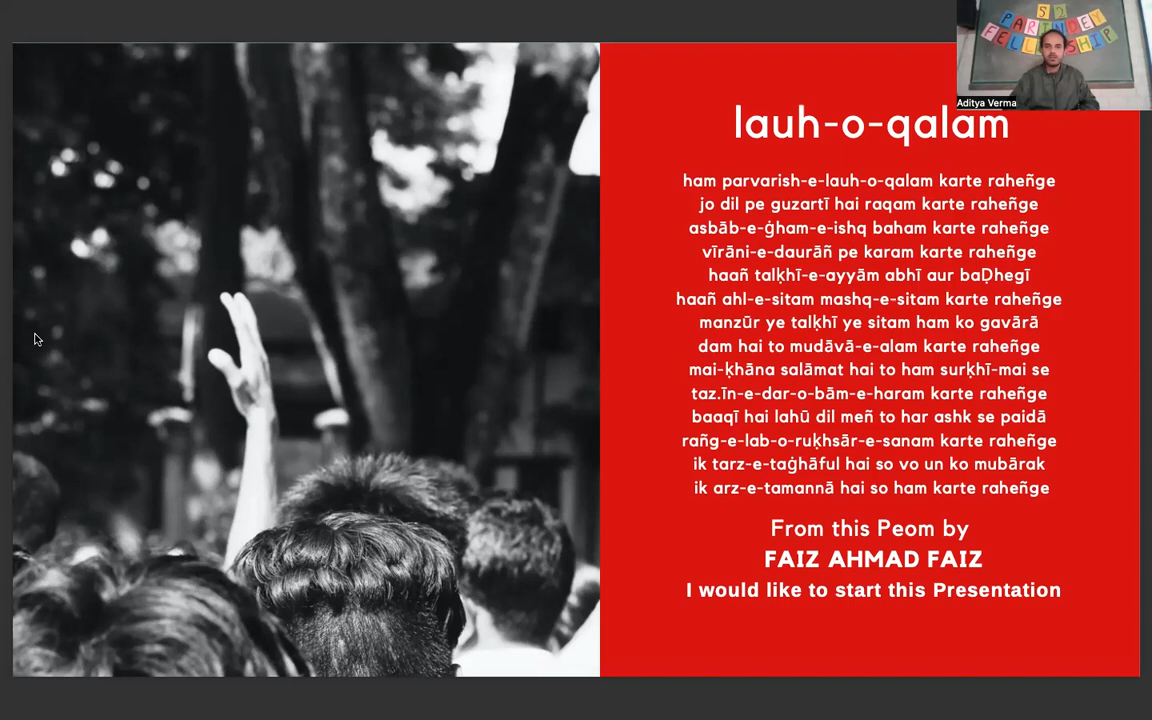 52
PARINDEY
FELLOWSHIP
Aditya Verma
lauh-o-qalam
ham parvarish-e-lauh-o-qalam karte raheñge
jo dil pe guzartī hai raqam karte raheñge
asbāb-e-ġham-e-ishq baham karte raheñge
vīrāni-e-daurāñ pe karam karte raheñge
haañ talḳhī-e-ayyām abhī aur baḌhegī
haañ ahl-e-sitam mashq-e-sitam karte raheñge
manzūr ye talḳhī ye sitam ham ko gavārā
dam hai to mudāvā-e-alam karte raheñge
mai-ḳhāna salāmat hai to ham surḳhī-mai se
taz.īn-e-dar-o-bām-e-haram karte raheñge
baaqī hai lahū dil meñ to har ashk se paidā
rañg-e-lab-o-ruḳhsār-e-sanam karte raheñge
ik tarz-e-taġhāful hai so vo un ko mubārak
ik arz-e-tamannā hai so ham karte raheñge
From this Peom by
FAIZ AHMAD FAIZ
I would like to start this Presentation